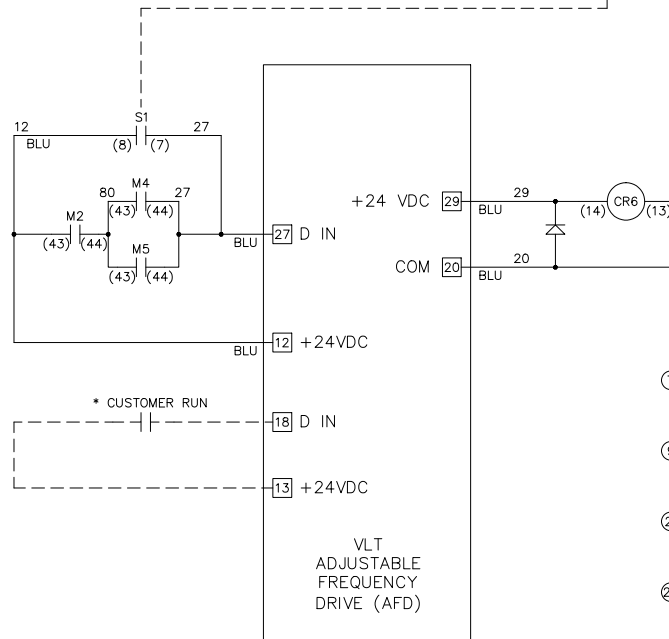 S1
12
27
BLU
(8)
(7)
M4
80
27
(43)
(44)
M2
(43)
(44)
BLU
27
D IN
M5
(43)
(44)
+24 VDC
29
29
BLU
(14)
CR6
(13)
COM
20
20
BLU
BLU
12
+24VDC
* CUSTOMER RUN
18
D IN
13
+24VDC
VLT
ADJUSTABLE
FREQUENCY
DRIVE (AFD)